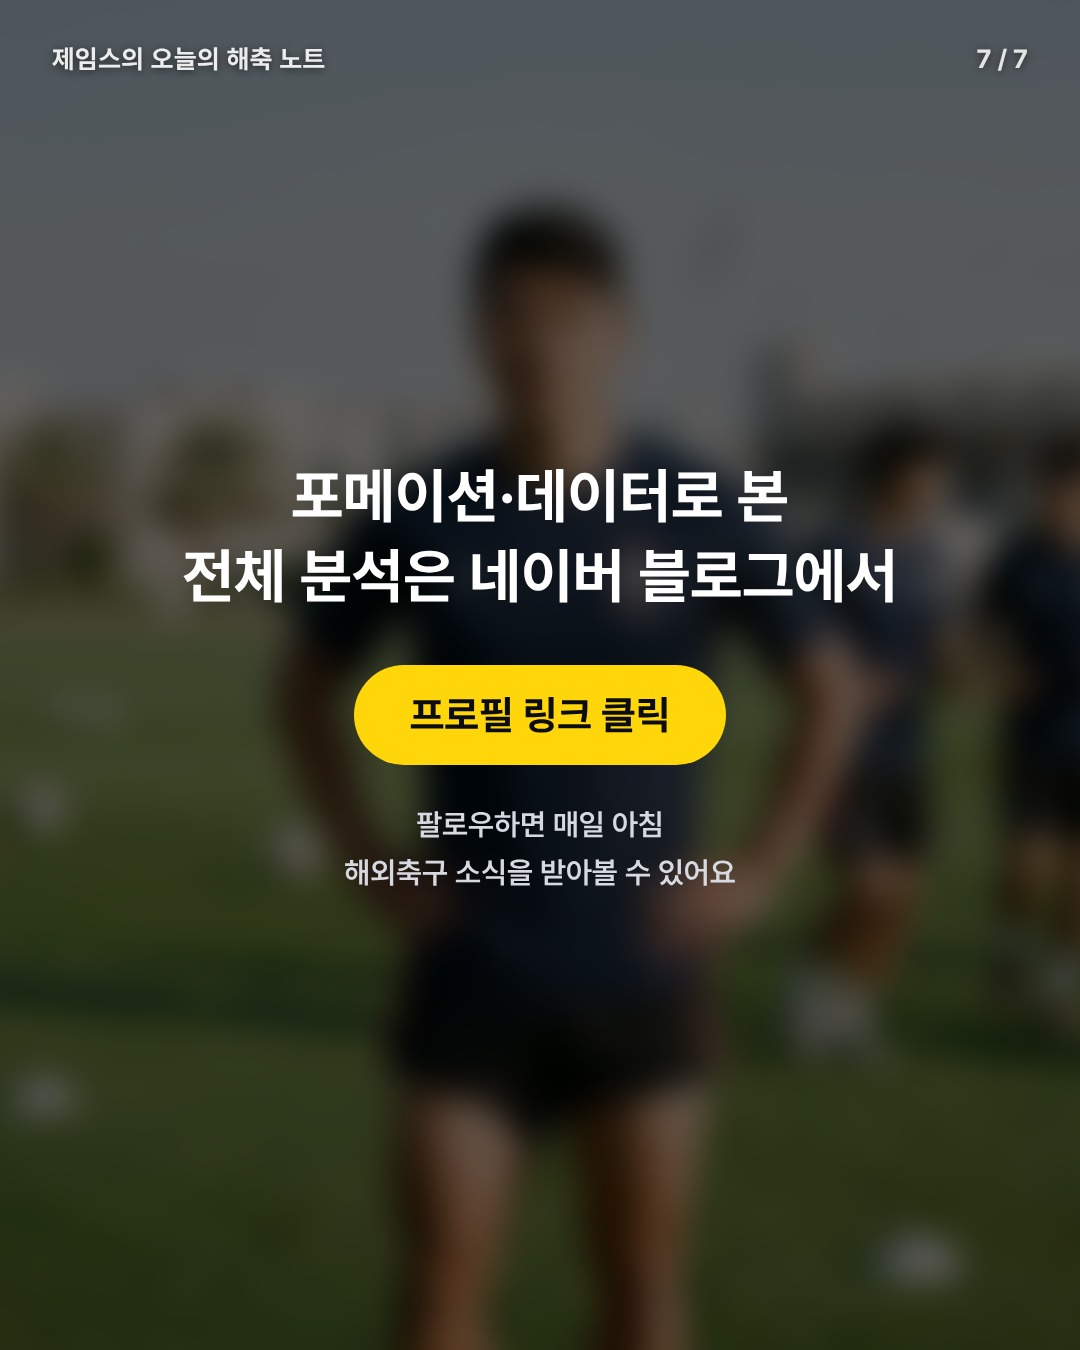 제임스의 오늘의 해축 노트
7 / 7
포메이션·데이터로 본
전체 분석은 네이버 블로그에서
프로필 링크 클릭
팔로우하면 매일 아침
해외축구 소식을 받아볼 수 있어요